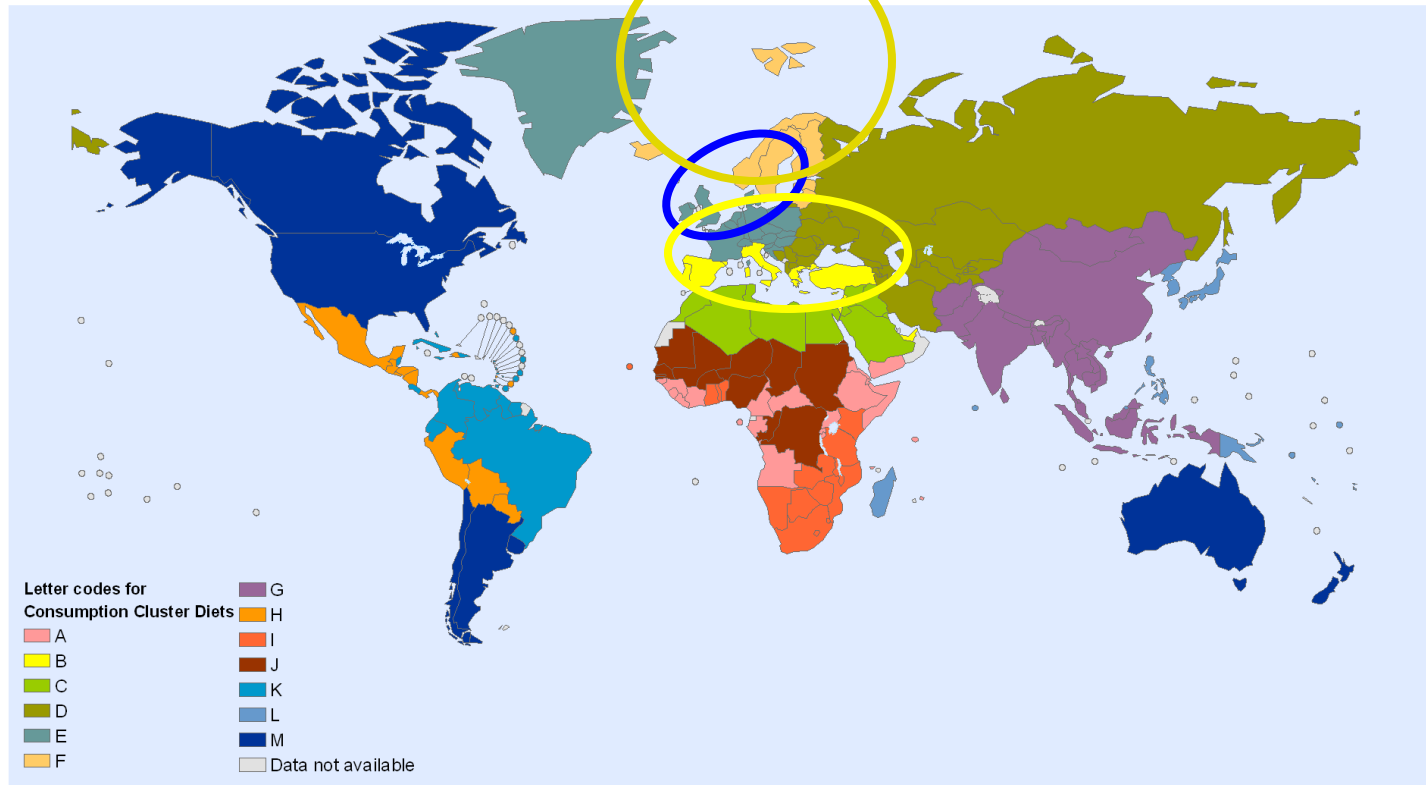 Letter codes for
Consumption Cluster Diets
A
B
C
D
E
F
G
H
I
J
K
L
M
Data not available